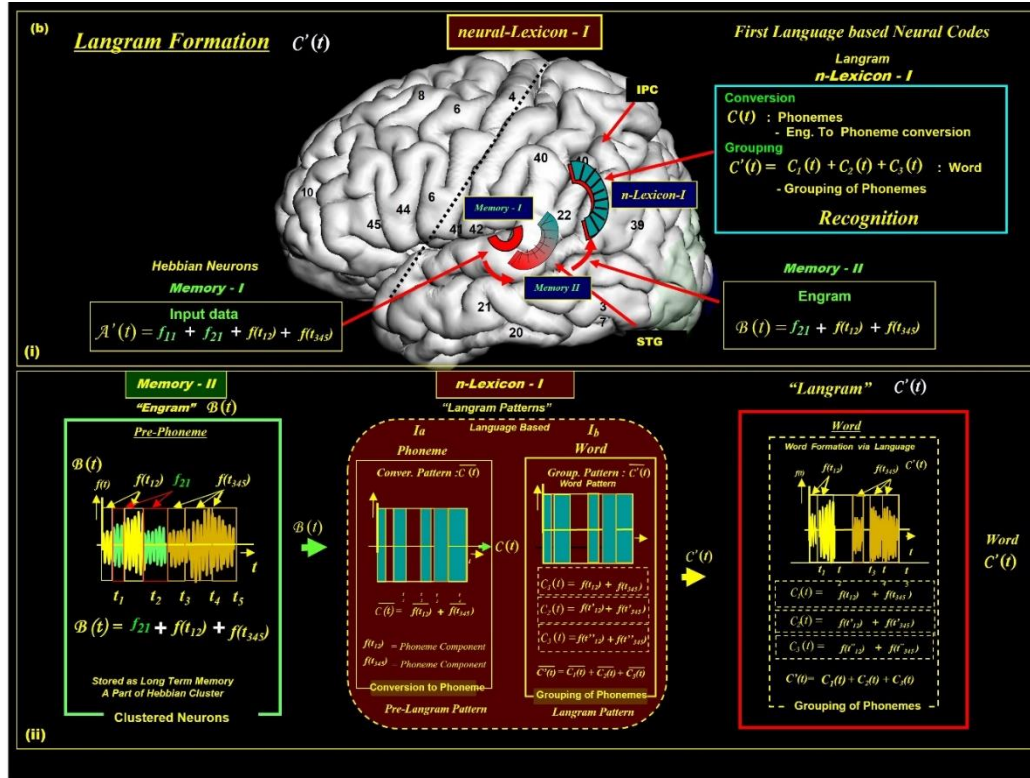 (b)
Langram Formation C'(t)
neural-Lexicon - I
First Language based Neural Codes
Langram
n-Lexicon - I
Conversion
C(t) : Phonemes
- Eng. To Phoneme conversion
Grouping
C'(t) = C₁(t) + C₂(t) + C₃(t) : Word
- Grouping of Phonemes
Recognition
IPC
8
6
4
40
40
10
44
6
45
41
42
22
39
21
20
3
7
Memory - I
n-Lexicon-I
Memory II
STG
Hebbian Neurons
Memory - I
Input data
A'(t) = f₁₁ + f₂₁ + f(t₁₂) + f(t₃₄₅)
Memory - II
Engram
B(t) = f₂₁ + f(t₁₂) + f(t₃₄₅)
(i)
Memory - II
"Engram" B(t)
Pre-Phoneme
B(t)
f(t)
f(t₁₂) f₂₁ f(t₃₄₅)
t
t₁ t₂ t₃ t₄ t₅
B(t) = f₂₁ + f(t₁₂) + f(t₃₄₅)
Stored as Long Term Memory
A Part of Hebbian Cluster
Clustered Neurons
B(t)
n-Lexicon - I
"Langram Patterns"
Language Based
Ia
Phoneme
Conver. Pattern : C(t)
C(t)
C(t) = f(t₁₂) + f(t₃₄₅)
f(t₁₂) = Phoneme Component
f(t₃₄₅) = Phoneme Component
Conversion to Phoneme
Pre-Langram Pattern
I_b
Word
Group. Pattern : C'(t)
Word Pattern
C₁(t) = f(t₁₂) + f(t₃₄₅)
C₂(t) = f(t'₁₂) + f(t'₃₄₅)
C₃(t) = f(t''₁₂) + f(t''₃₄₅)
C'(t) = C₁(t) + C₂(t) + C₃(t)
Grouping of Phonemes
Langram Pattern
C'(t)
"Langram" C'(t)
Word
Word Formation via Language
f(t₁₂) f(t₃₄₅) C'(t)
f(t)
t
C₁(t) = f(t₁₂) + f(t₃₄₅)
C₂(t) = f(t'₁₂) + f(t'₃₄₅)
C₃(t) = f(t''₁₂) + f(t''₃₄₅)
C'(t) = C₁(t) + C₂(t) + C₃(t)
Grouping of Phonemes
Word
C'(t)
(ii)